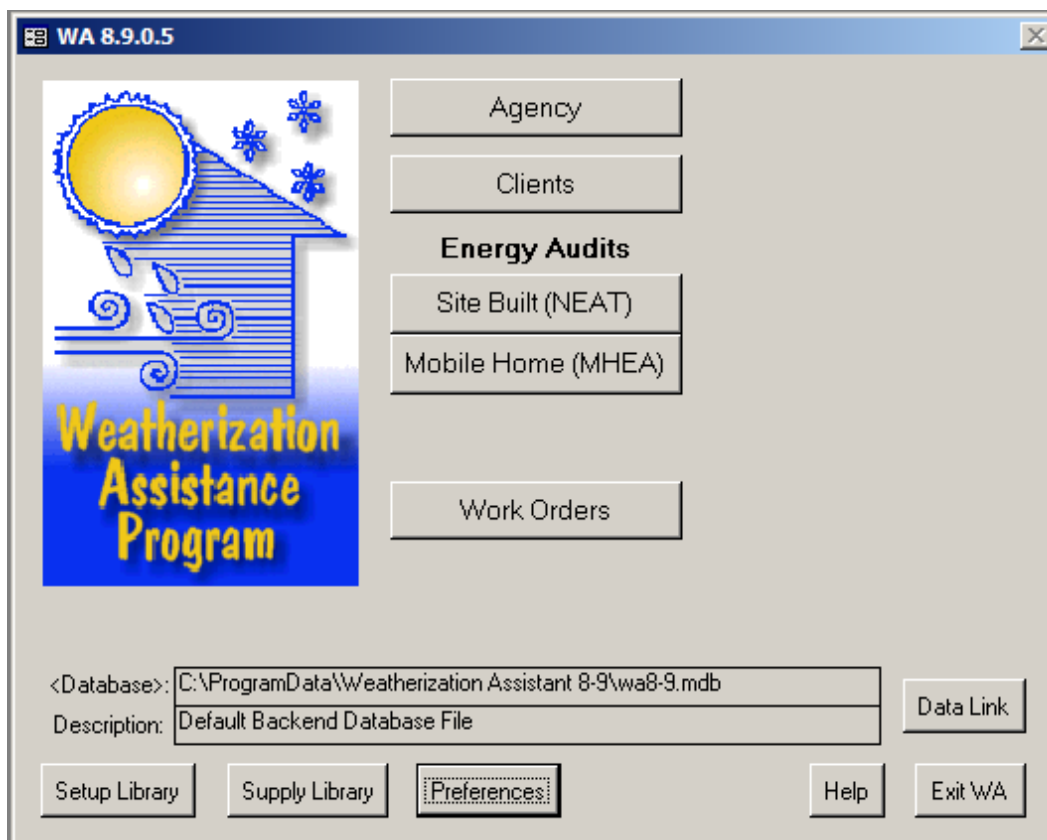 WA 8.9.0.5
Agency
Clients
Energy Audits
Site Built (NEAT)
Mobile Home (MHEA)
Weatherization
Assistance
Program
Work Orders
<Database>: C:\ProgramData\Weatherization Assistant 8-9\wa8-9.mdb
Description: Default Backend Database File
Data Link
Setup Library Supply Library Preferences Help Exit WA